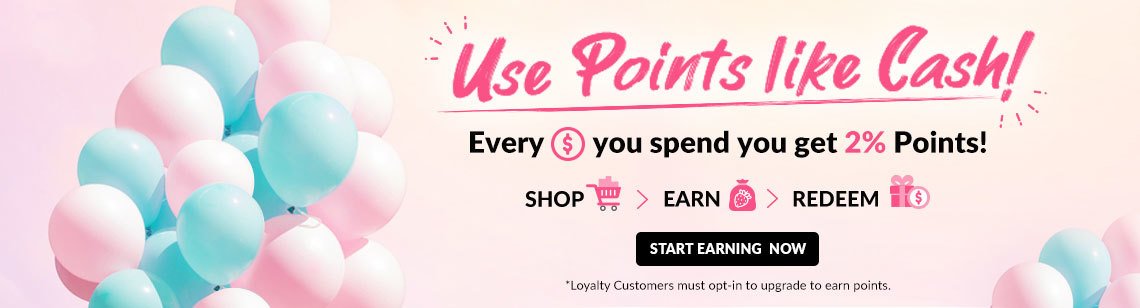 Use Points like Cash!
Every $ you spend you get 2% Points!
SHOP > EARN > REDEEM $
START EARNING NOW
*Loyalty Customers must opt-in to upgrade to earn points.